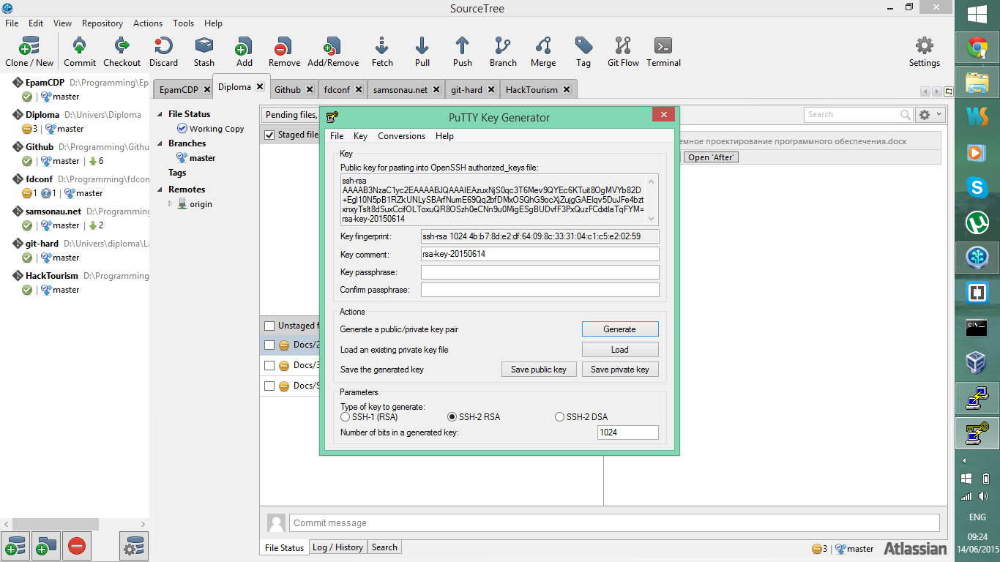 SourceTree
File Edit View Repository Actions Tools Help
Clone / New Commit Checkout Discard Stash Add Remove Add/Remove Fetch Pull Push Branch Merge Tag Git Flow Terminal Settings
EpamCDP D:\Programming\Ep
master
Diploma D:\Univers\Diploma
3 | master
Github D:\Programming\Githu
master | 6
fdconf D:\Programming\fdcon
1 1 | master
samsonau.net D:\Programming
master | 2
git-hard D:\Univers\diploma\La
master
HackTourism D:\Programming
master
EpamCDP Diploma Github fdconf samsonau.net git-hard HackTourism
File Status
Working Copy
Branches
master
Tags
Remotes
origin
Pending files,
Search
Staged file
емное проектирование программного обеспечения.docx
Open 'After'
Unstaged f
Docs/2
Docs/3
Docs/S
PuTTY Key Generator
File Key Conversions Help
Key
Public key for pasting into OpenSSH authorized_keys file:
ssh-rsa
AAAAB3NzaC1yc2EAAAABJQAAAIEAzuxNjS0qc3T6Mev9QYEc6KTuit8OgMVYb82D
+Egl10N5pB1RZkUNLySBArfNumE69Qq2bfDMxOSQhG9ocXjZujgGAEIqv5DuJFe4bzt
xrnxyTsIt8dSuxCcifOLToxuQR8OSzh0eCNn9u0MigESgBUDvfF3PxQuzFCdxtlaTqFYM=
rsa-key-20150614
Key fingerprint: ssh-rsa 1024 4b:b7:8d:e2:df:64:09:8c:33:31:04:c1:c5:e2:02:59
Key comment: rsa-key-20150614
Key passphrase:
Confirm passphrase:
Actions
Generate a public/private key pair Generate
Load an existing private key file Load
Save the generated key Save public key Save private key
Parameters
Type of key to generate:
SSH-1 (RSA) SSH-2 RSA SSH-2 DSA
Number of bits in a generated key: 1024
Commit message
File Status Log / History Search
3 | master Atlassian
ENG
09:24
14/06/2015